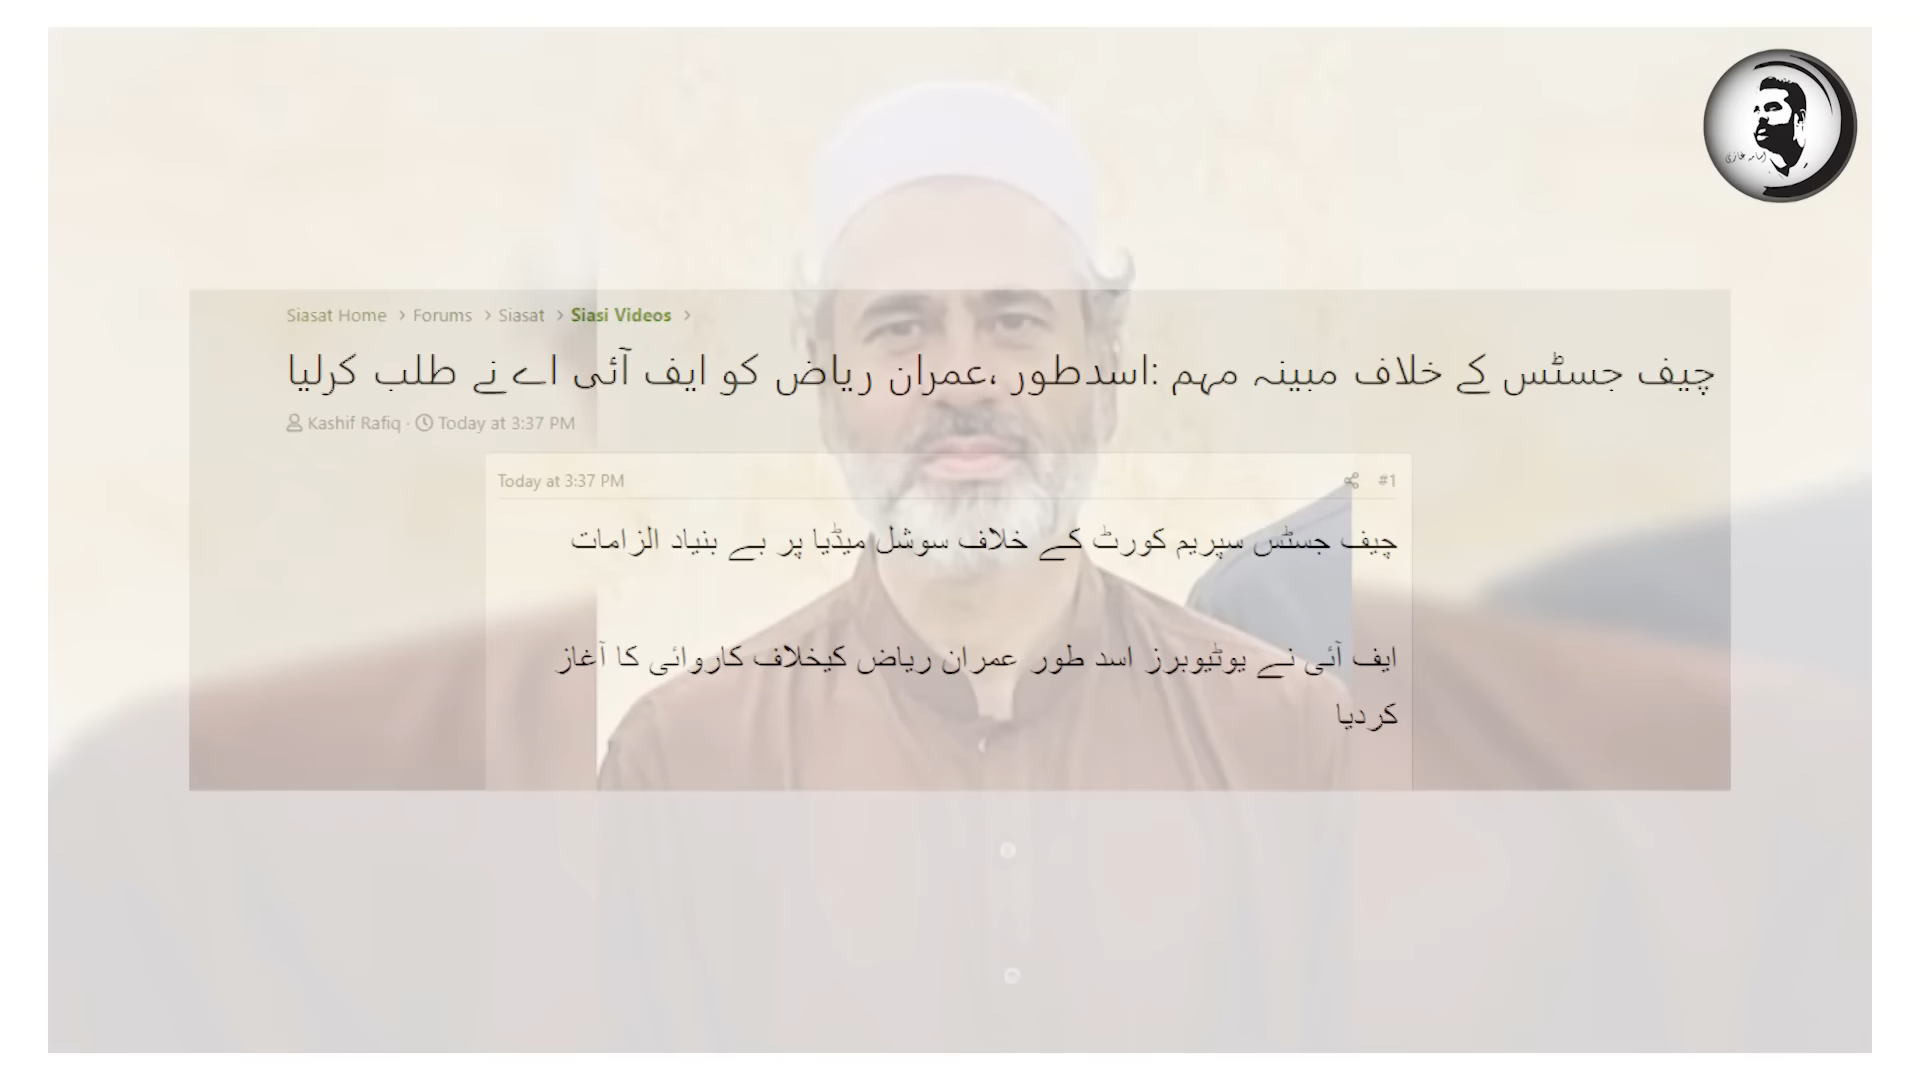 Siasat Home > Forums > Siasat > Siasi Videos >
چیف جسٹس کے خلاف مبینہ مہم :اسدطور ،عمران ریاض کو ایف آئی اے نے طلب کرلیا
Kashif Rafiq · Today at 3:37 PM
Today at 3:37 PM #1
چیف جسٹس سپریم کورٹ کے خلاف سوشل میڈیا پر بے بنیاد الزامات
ایف آئی نے یوٹیوبرز اسد طور عمران ریاض کیخلاف کاروائی کا آغاز
کردیا
اسامہ غازی